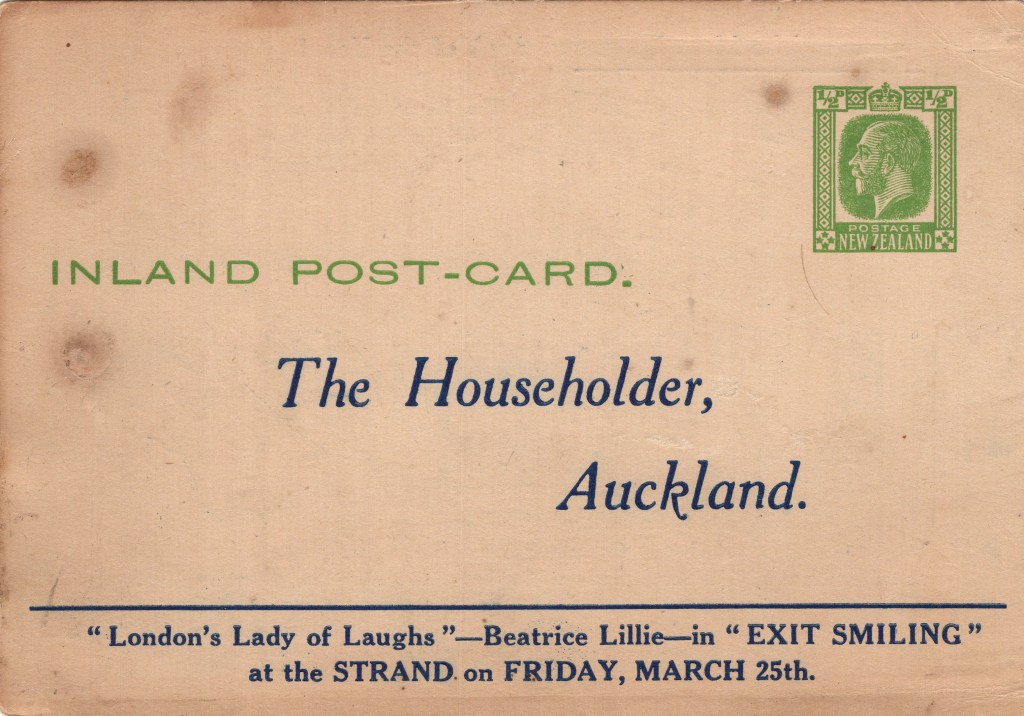 ½D ½D
POSTAGE
NEW ZEALAND
INLAND POST-CARD.
The Householder,
Auckland.
“London's Lady of Laughs”—Beatrice Lillie—in “EXIT SMILING”
at the STRAND on FRIDAY, MARCH 25th.